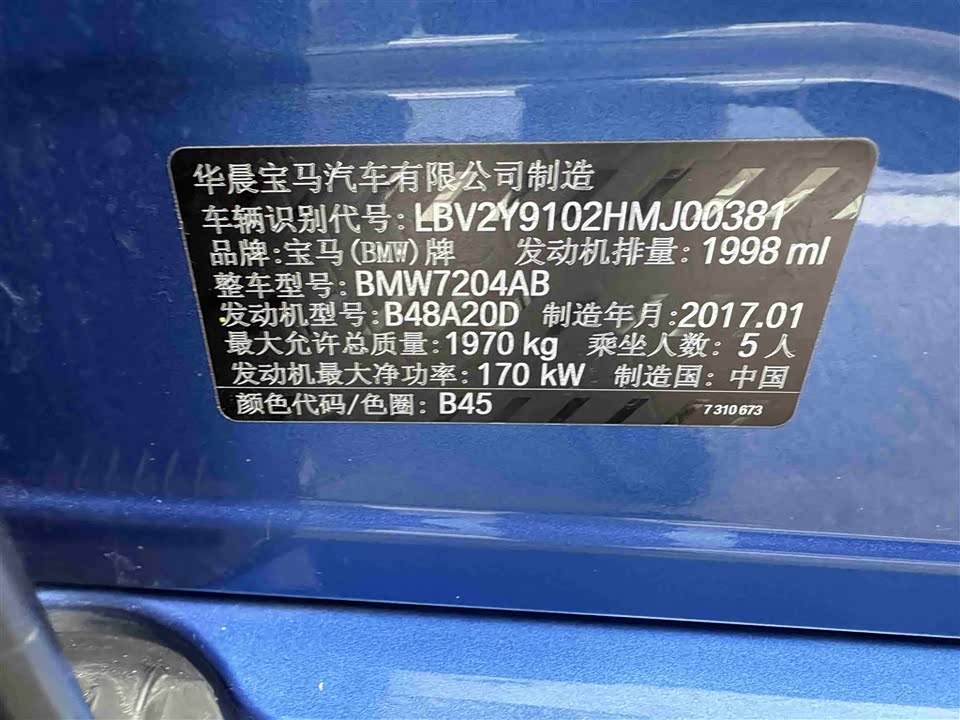 华晨宝马汽车有限公司制造
车辆识别代号: LBV2Y9102HMJ00381
品牌: 宝马(BMW)牌 发动机排量: 1998 ml
整车型号: BMW7204AB
发动机型号: B48A20D 制造年月: 2017.01
最大允许总质量: 1970 kg 乘坐人数: 5 人
发动机最大净功率: 170 kW 制造国: 中国
颜色代码/色圈: B45 7 310 673